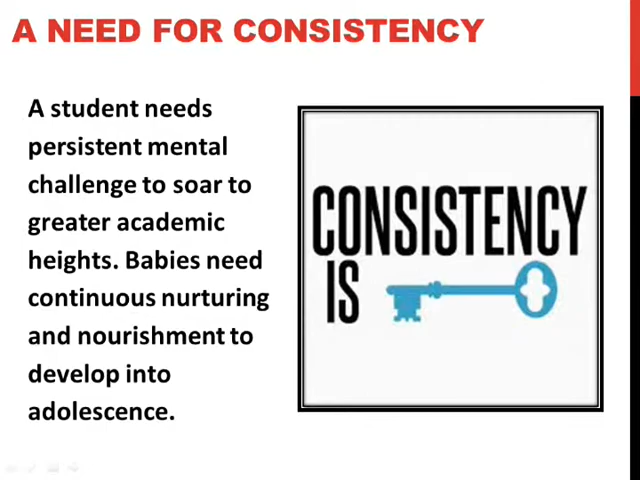 A NEED FOR CONSISTENCY
A student needs
persistent mental
challenge to soar to
greater academic
heights. Babies need
continuous nurturing
and nourishment to
develop into
adolescence.
CONSISTENCY
IS